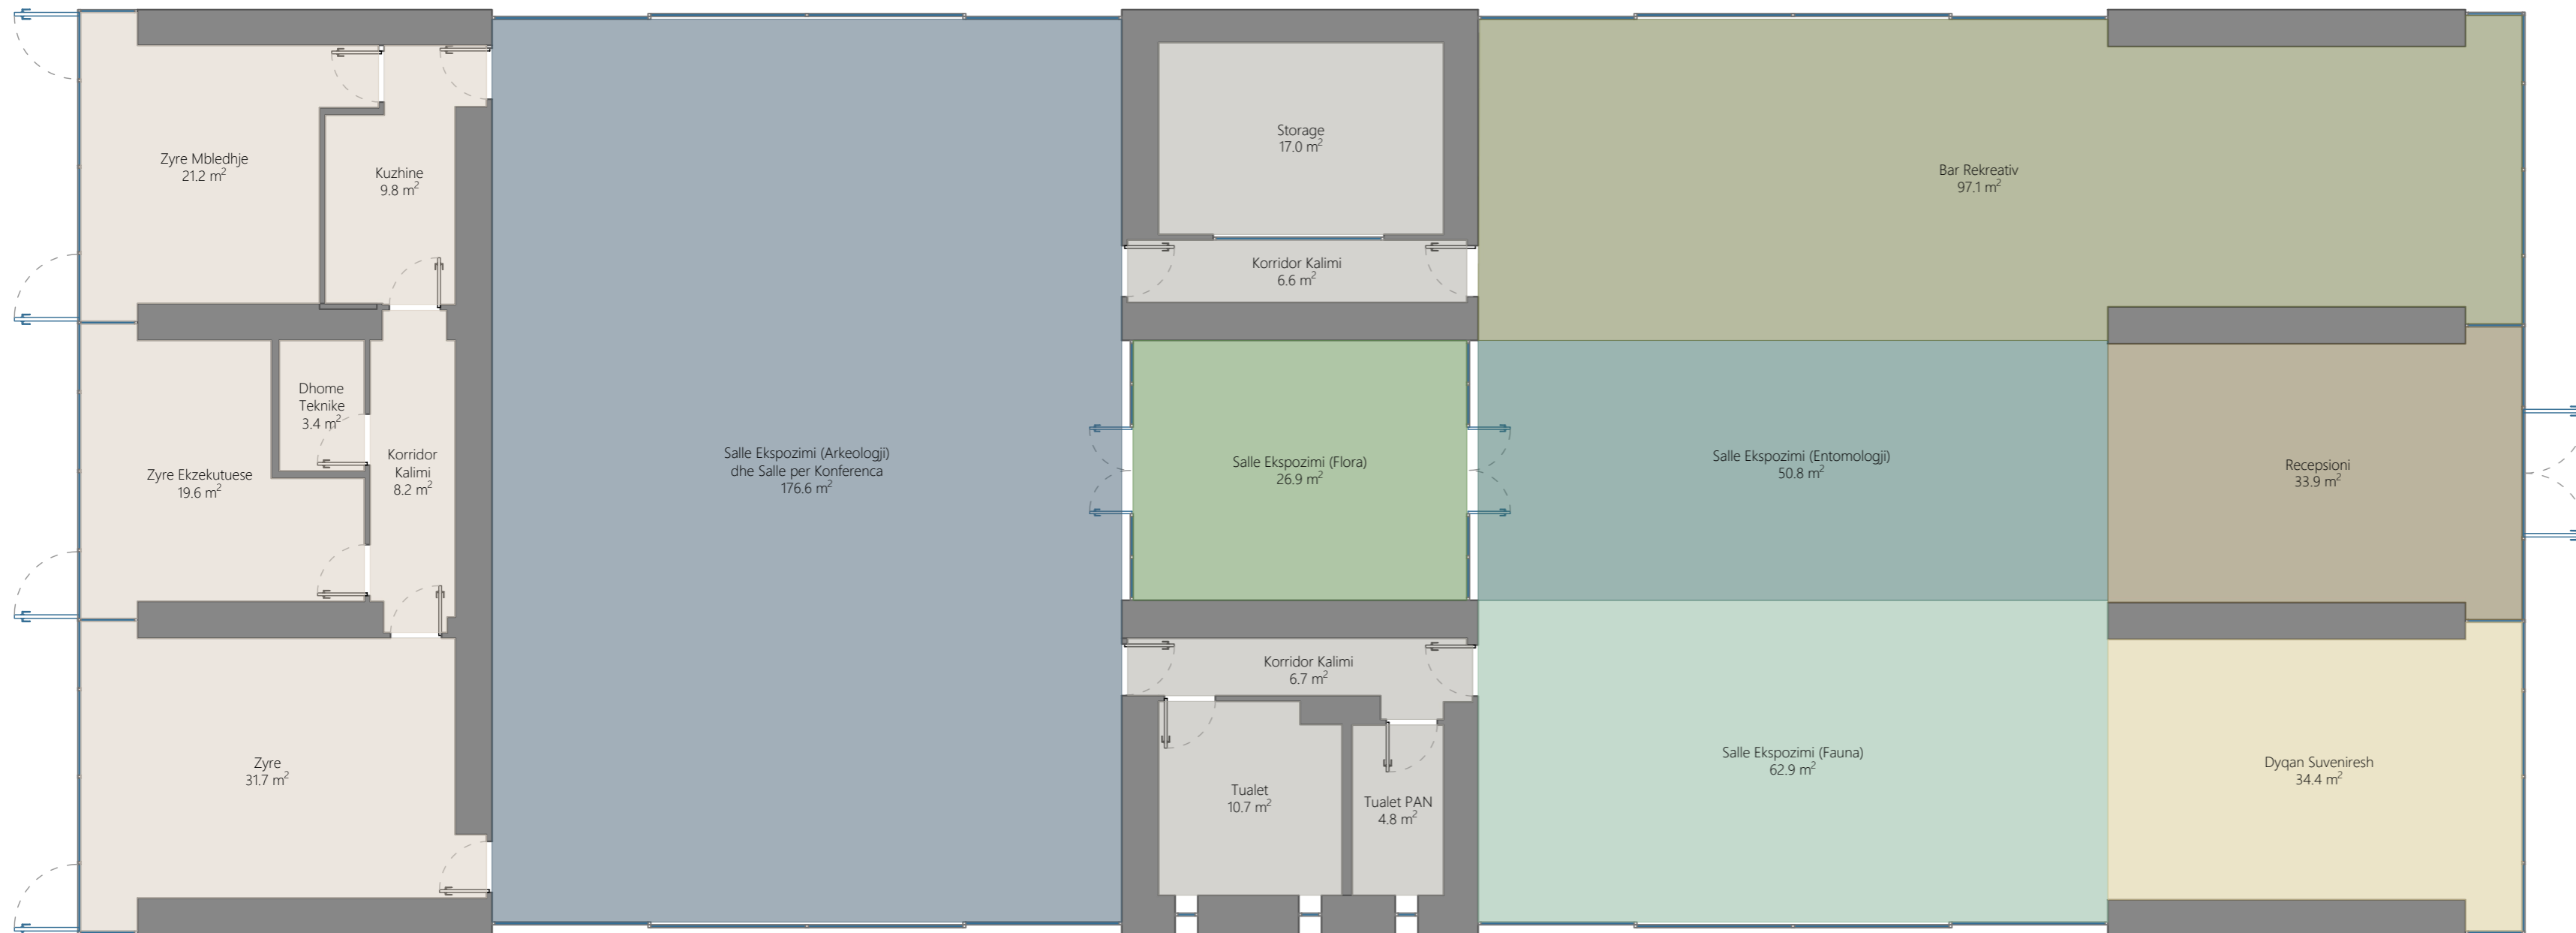 Zyre Mbledhje
21.2 m²
Kuzhine
9.8 m²
Storage
17.0 m²
Korridor Kalimi
6.6 m²
Bar Rekreativ
97.1 m²
Dhome
Teknike
3.4 m²
Zyre Ekzekutuese
19.6 m²
Korridor
Kalimi
8.2 m²
Salle Ekspozimi (Arkeologji)
dhe Salle per Konferenca
176.6 m²
Salle Ekspozimi (Flora)
26.9 m²
Salle Ekspozimi (Entomologji)
50.8 m²
Recepsioni
33.9 m²
Zyre
31.7 m²
Korridor Kalimi
6.7 m²
Tualet
10.7 m²
Tualet PAN
4.8 m²
Salle Ekspozimi (Fauna)
62.9 m²
Dyqan Suveniresh
34.4 m²